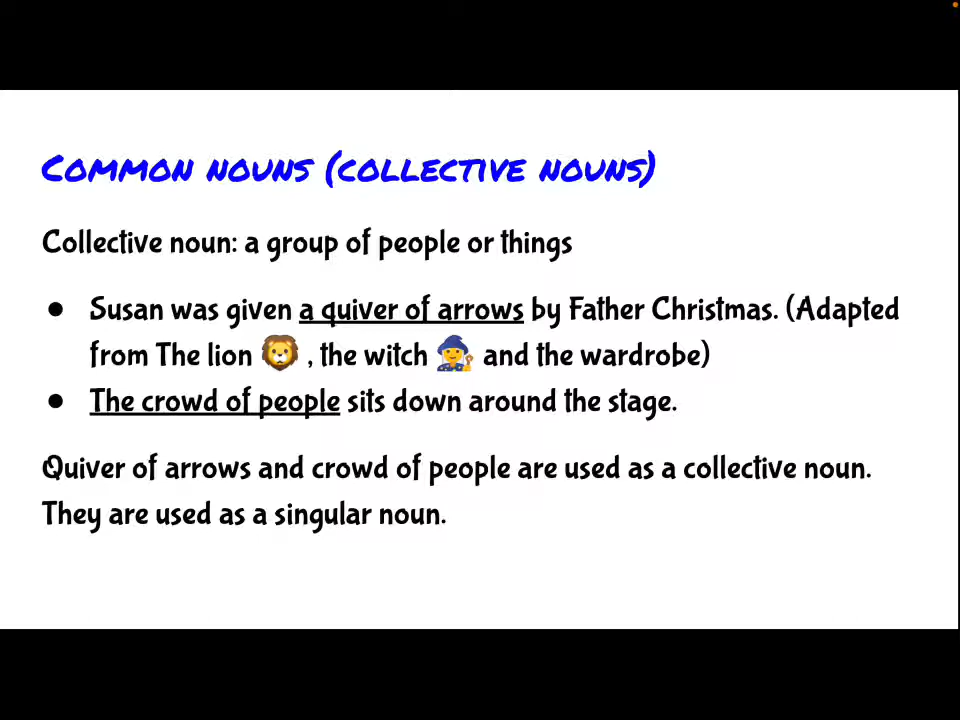 Common nouns (collective nouns)
Collective noun: a group of people or things
● Susan was given a quiver of arrows by Father Christmas. (Adapted
from The lion 🦁 , the witch 🧙 and the wardrobe)
● The crowd of people sits down around the stage.
Quiver of arrows and crowd of people are used as a collective noun.
They are used as a singular noun.